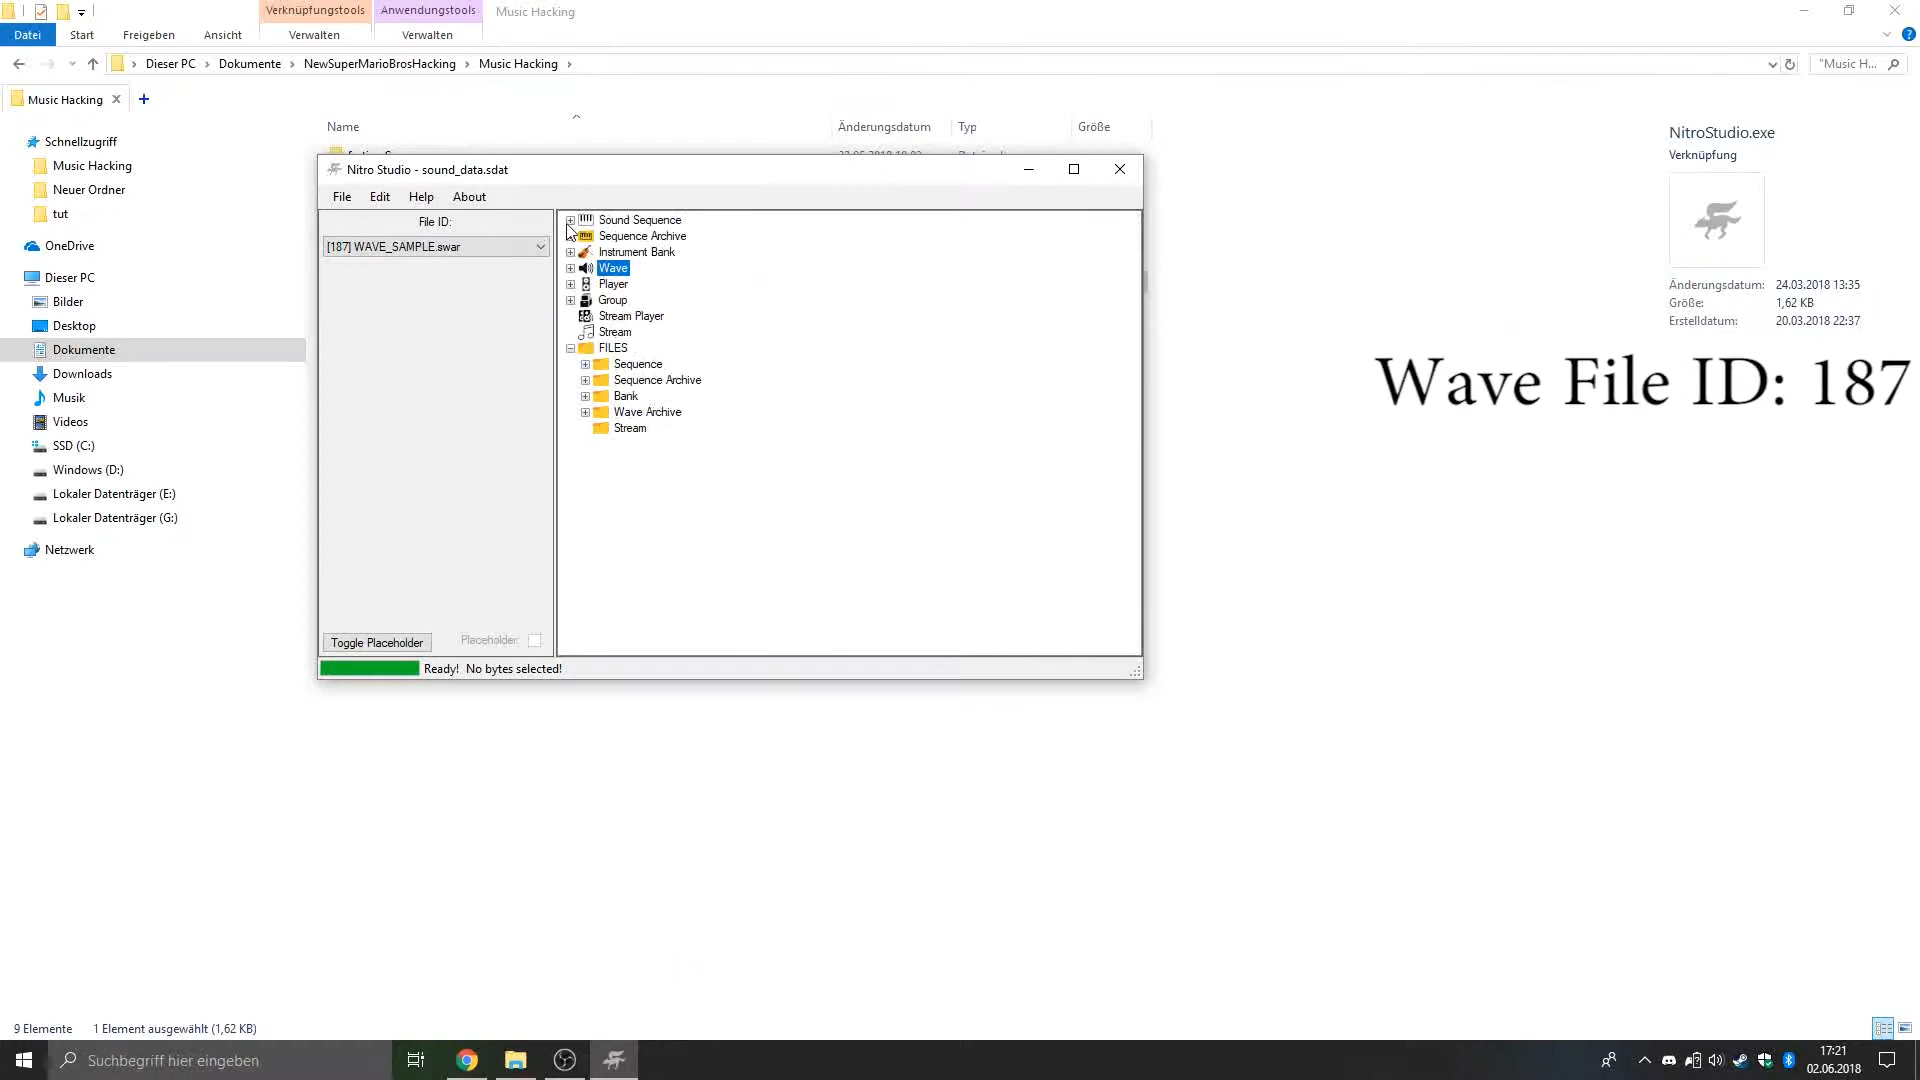 Verknüpfungstools
Anwendungstools
Music Hacking
Datei
Start
Freigeben
Ansicht
Verwalten
Verwalten
Dieser PC
Dokumente
NewSuperMarioBrosHacking
Music Hacking
"Music H...
Music Hacking
Name
Änderungsdatum
Typ
Größe
Schnellzugriff
Music Hacking
Neuer Ordner
tut
OneDrive
Dieser PC
Bilder
Desktop
Dokumente
Downloads
Musik
Videos
SSD (C:)
Windows (D:)
Lokaler Datenträger (E:)
Lokaler Datenträger (G:)
Netzwerk
Nitro Studio - sound_data.sdat
File Edit Help About
File ID:
[187] WAVE_SAMPLE.swar
Toggle Placeholder
Placeholder:
Ready! No bytes selected!
Sound Sequence
Sequence Archive
Instrument Bank
Wave
Player
Group
Stream Player
Stream
FILES
Sequence
Sequence Archive
Bank
Wave Archive
Stream
NitroStudio.exe
Verknüpfung
Änderungsdatum: 24.03.2018 13:35
Größe: 1,62 KB
Erstelldatum: 20.03.2018 22:37
Wave File ID: 187
9 Elemente
1 Element ausgewählt (1,62 KB)
Suchbegriff hier eingeben
17:21
02.06.2018